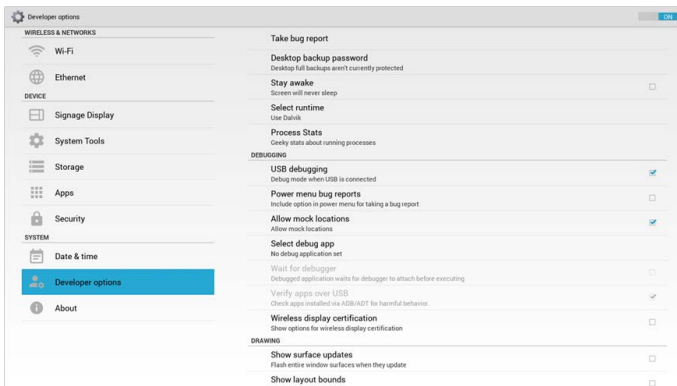 Developer options
ON
WIRELESS & NETWORKS
Wi-Fi
Ethernet
DEVICE
Signage Display
System Tools
Storage
Apps
Security
SYSTEM
Date & time
Developer options
About
Take bug report
Desktop backup password
Desktop full backups aren't currently protected
Stay awake
Screen will never sleep
Select runtime
Use Dalvik
Process Stats
Geeky stats about running processes
DEBUGGING
USB debugging
Debug mode when USB is connected
Power menu bug reports
Include option in power menu for taking a bug report
Allow mock locations
Allow mock locations
Select debug app
No debug application set
Wait for debugger
Debugged application waits for debugger to attach before executing
Verify apps over USB
Check apps installed via ADB/ADT for harmful behavior.
Wireless display certification
Show options for wireless display certification
DRAWING
Show surface updates
Flash entire window surfaces when they update
Show layout bounds